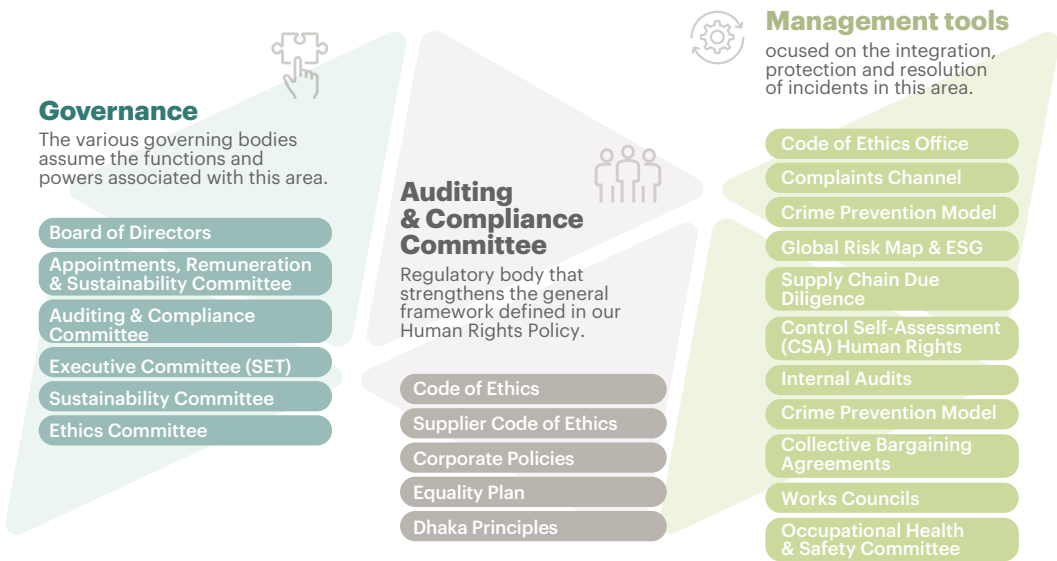 Governance
The various governing bodies
assume the functions and
powers associated with this area.
Board of Directors
Appointments, Remuneration
& Sustainability Committee
Auditing & Compliance
Committee
Executive Committee (SET)
Sustainability Committee
Ethics Committee
Auditing
& Compliance
Committee
Regulatory body that
strengthens the general
framework defined in our
Human Rights Policy.
Code of Ethics
Supplier Code of Ethics
Corporate Policies
Equality Plan
Dhaka Principles
Management tools
ocused on the integration,
protection and resolution
of incidents in this area.
Code of Ethics Office
Complaints Channel
Crime Prevention Model
Global Risk Map & ESG
Supply Chain Due
Diligence
Control Self-Assessment
(CSA) Human Rights
Internal Audits
Crime Prevention Model
Collective Bargaining
Agreements
Works Councils
Occupational Health
& Safety Committee